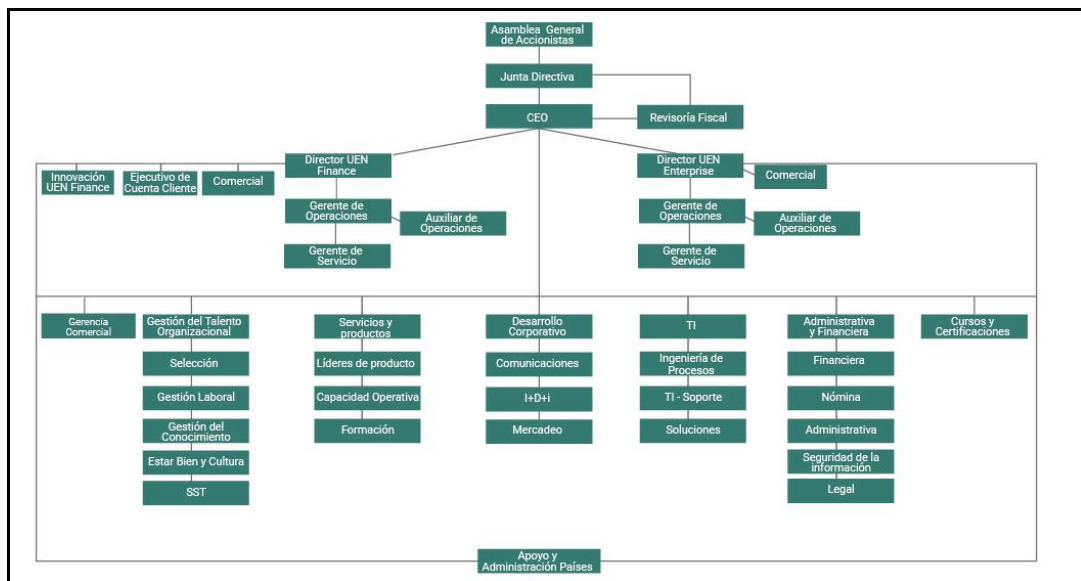 Asamblea General
de Accionistas
Junta Directiva
CEO
Revisoría Fiscal
Director UEN
Finance
Director UEN
Enterprise
Innovación
UEN Finance
Ejecutivo de
Cuenta Cliente
Comercial
Comercial
Gerente de
Operaciones
Auxiliar de
Operaciones
Gerente de
Operaciones
Auxiliar de
Operaciones
Gerente de
Servicio
Gerente de
Servicio
Gerencia
Comercial
Gestión del Talento
Organizacional
Selección
Gestión Laboral
Gestión del
Conocimiento
Estar Bien y Cultura
SST
Servicios y
productos
Líderes de producto
Capacidad Operativa
Formación
Desarrollo
Corporativo
Comunicaciones
I+D+i
Mercadeo
TI
Ingeniería de
Procesos
TI - Soporte
Soluciones
Administrativa
y Financiera
Financiera
Nómina
Administrativa
Seguridad de la
información
Legal
Cursos y
Certificaciones
Apoyo y
Administración Países